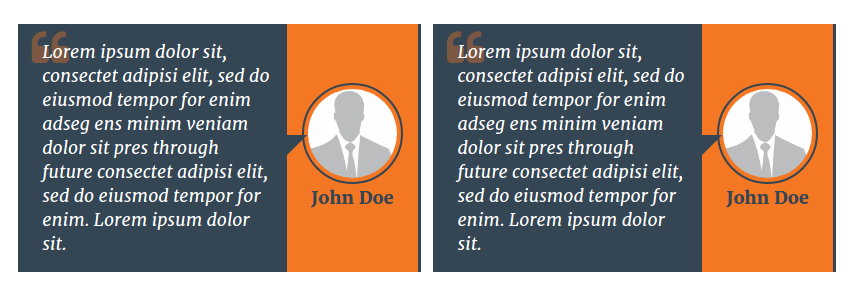 Lorem ipsum dolor sit,
consectet adipisi elit, sed do
eiusmod tempor for enim
adseg ens minim veniam
dolor sit pres through
future consectet adipisi elit,
sed do eiusmod tempor for
enim. Lorem ipsum dolor
sit.
John Doe
Lorem ipsum dolor sit,
consectet adipisi elit, sed do
eiusmod tempor for enim
adseg ens minim veniam
dolor sit pres through
future consectet adipisi elit,
sed do eiusmod tempor for
enim. Lorem ipsum dolor
sit.
John Doe